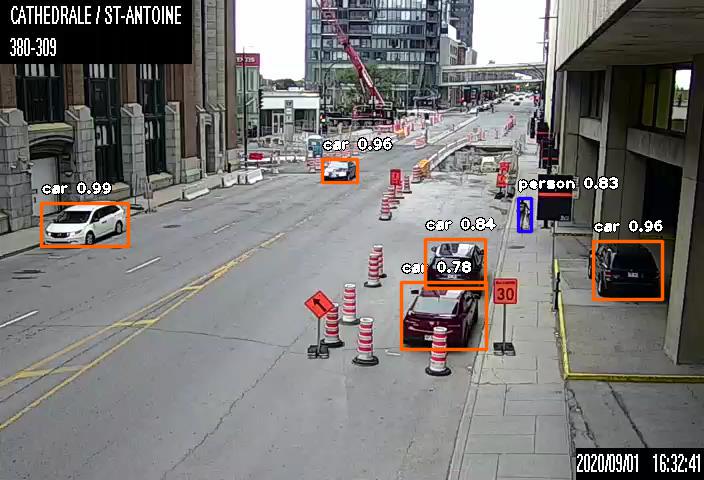 CATHEDRALE / ST-ANTOINE
380-309
car 0.96
person 0.83
car 0.99
car 0.84
car 0.96
car 0.78
30
2020/09/01 16:32:41